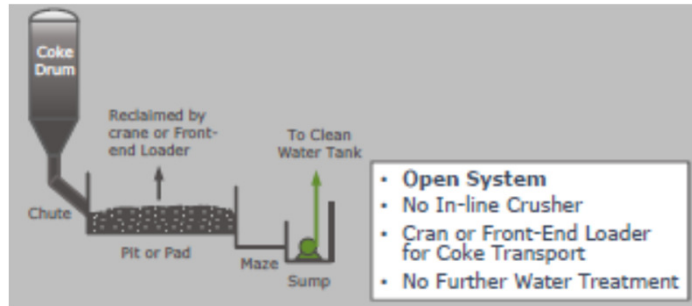 Coke
Drum
Reclaimed by
crane or Front-
end Loader
To Clean
Water Tank
Chute
Pit or Pad
Maze
Sump
• Open System
• No In-line Crusher
• Cran or Front-End Loader
for Coke Transport
• No Further Water Treatment